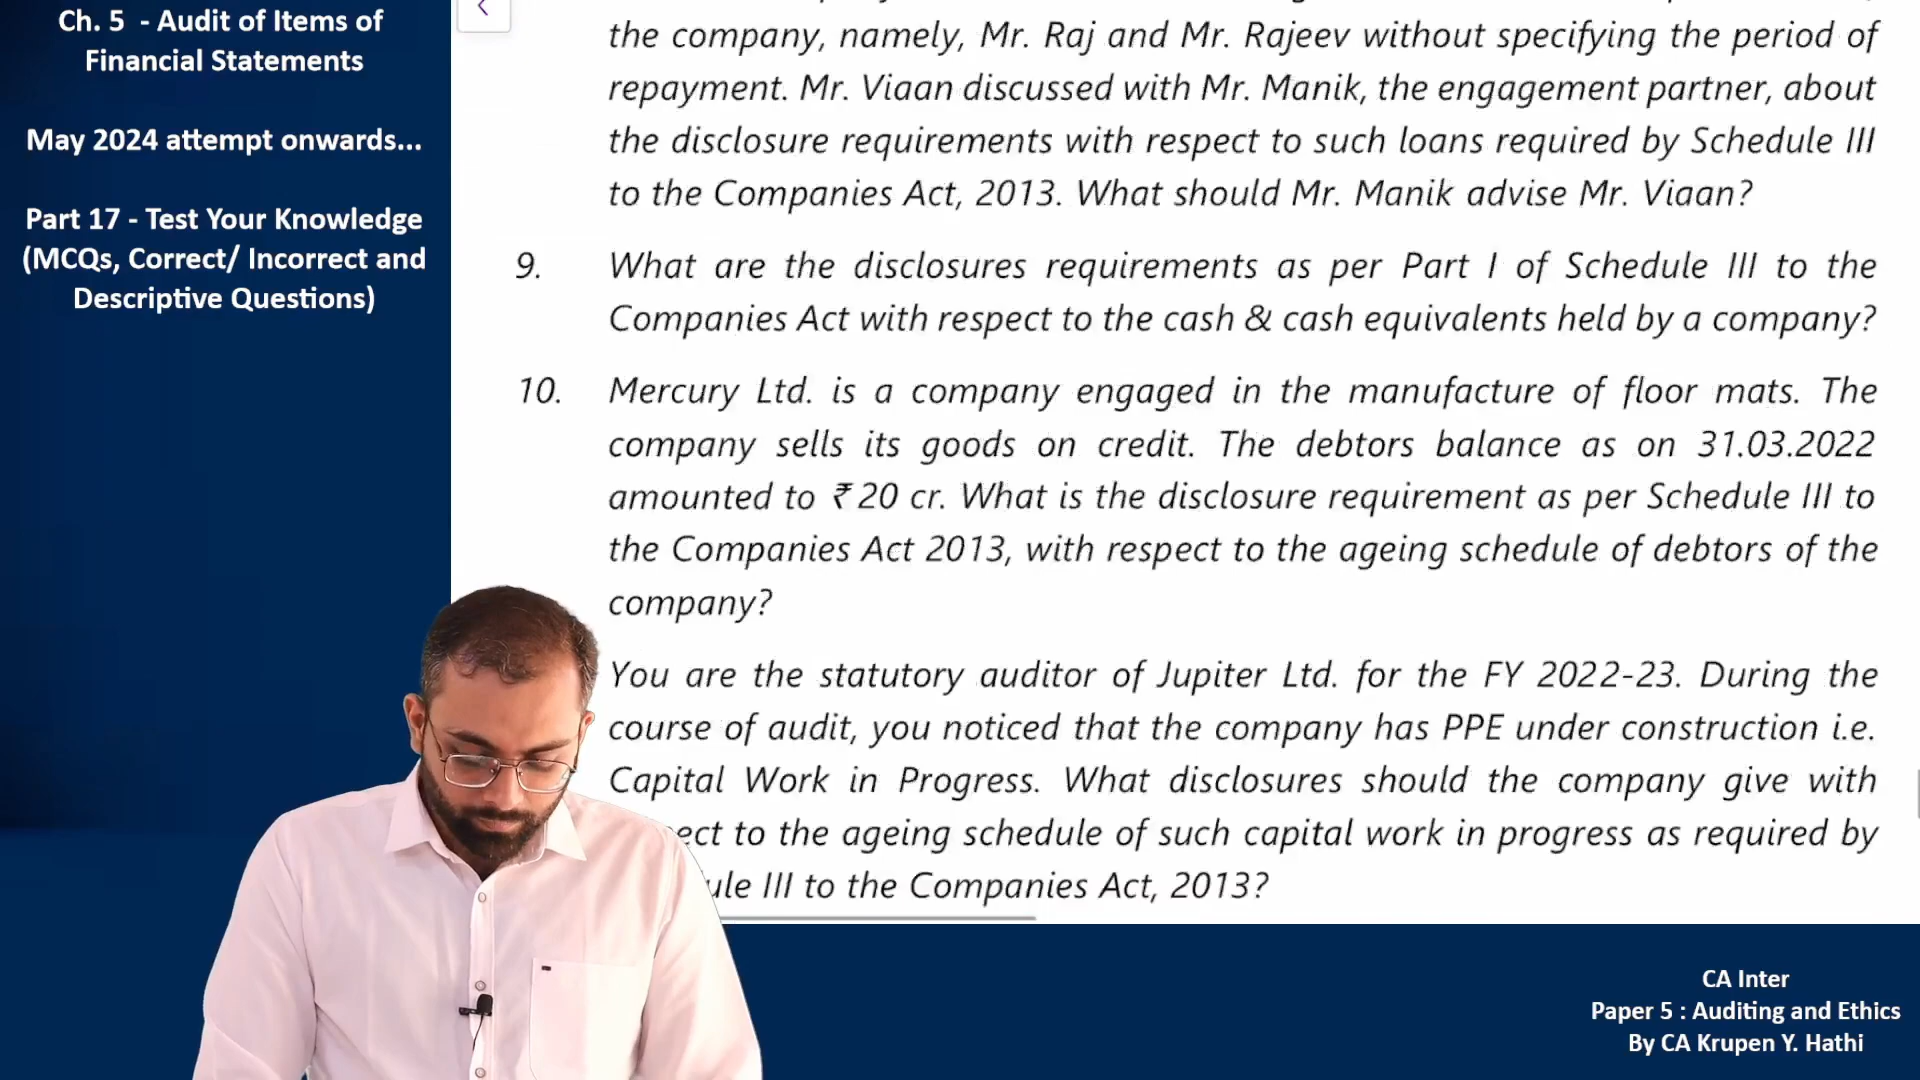 Ch. 5 - Audit of Items of
Financial Statements
May 2024 attempt onwards...
Part 17 - Test Your Knowledge
(MCQs, Correct/ Incorrect and
Descriptive Questions)
the company, namely, Mr. Raj and Mr. Rajeev without specifying the period of
repayment. Mr. Viaan discussed with Mr. Manik, the engagement partner, about
the disclosure requirements with respect to such loans required by Schedule III
to the Companies Act, 2013. What should Mr. Manik advise Mr. Viaan?
9. What are the disclosures requirements as per Part I of Schedule III to the
Companies Act with respect to the cash & cash equivalents held by a company?
10. Mercury Ltd. is a company engaged in the manufacture of floor mats. The
company sells its goods on credit. The debtors balance as on 31.03.2022
amounted to ₹20 cr. What is the disclosure requirement as per Schedule III to
the Companies Act 2013, with respect to the ageing schedule of debtors of the
company?
You are the statutory auditor of Jupiter Ltd. for the FY 2022-23. During the
course of audit, you noticed that the company has PPE under construction i.e.
Capital Work in Progress. What disclosures should the company give with
to the ageing schedule of such capital work in progress as required by
III to the Companies Act, 2013?
CA Inter
Paper 5 : Auditing and Ethics
By CA Krupen Y. Hathi